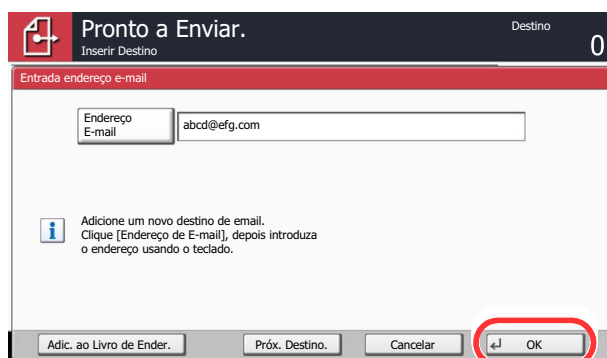 Pronto a Enviar.
Destino
Inserir Destino
0
Entrada endereço e-mail
Endereço
E-mail
abcd@efg.com
Adicione um novo destino de email.
Clique [Endereço de E-mail], depois introduza
o endereço usando o teclado.
Adic. ao Livro de Ender.
Próx. Destino.
Cancelar
OK